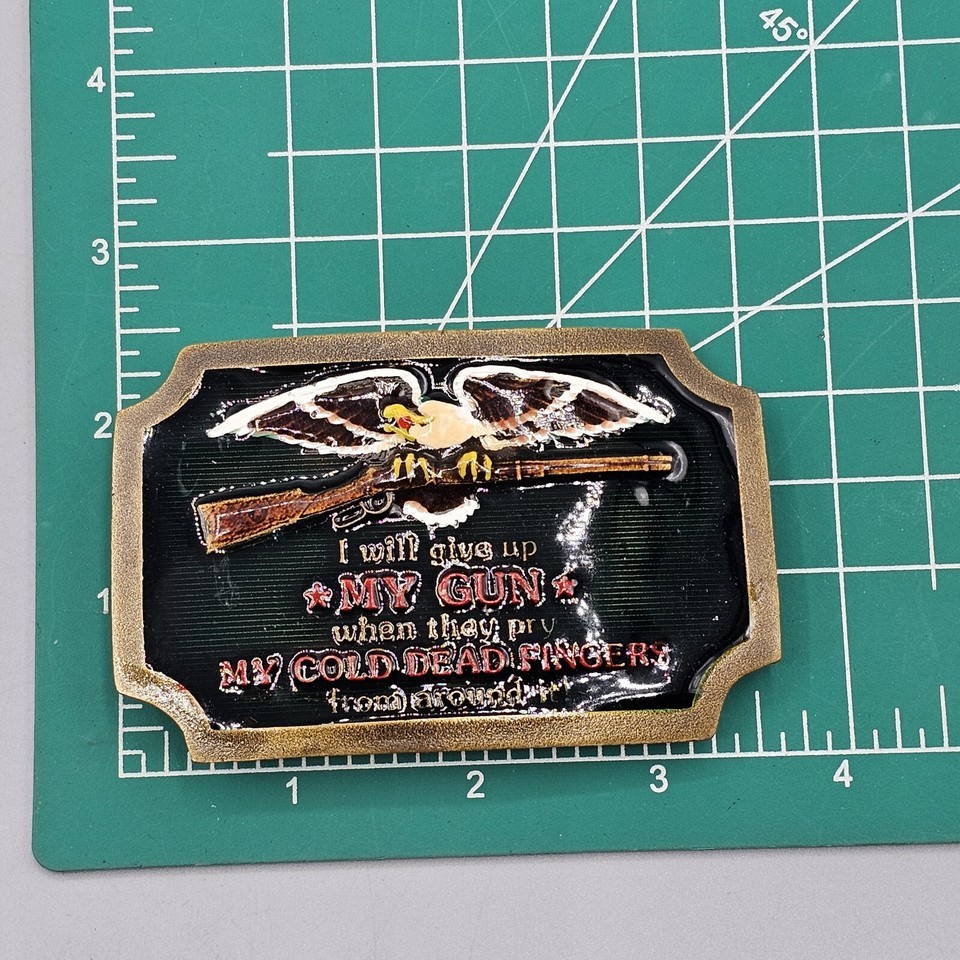 45°
4
3
2
1
I will give up
MY GUN
when they pry
MY COLD DEAD FINGERS
from around it
1 2 3 4